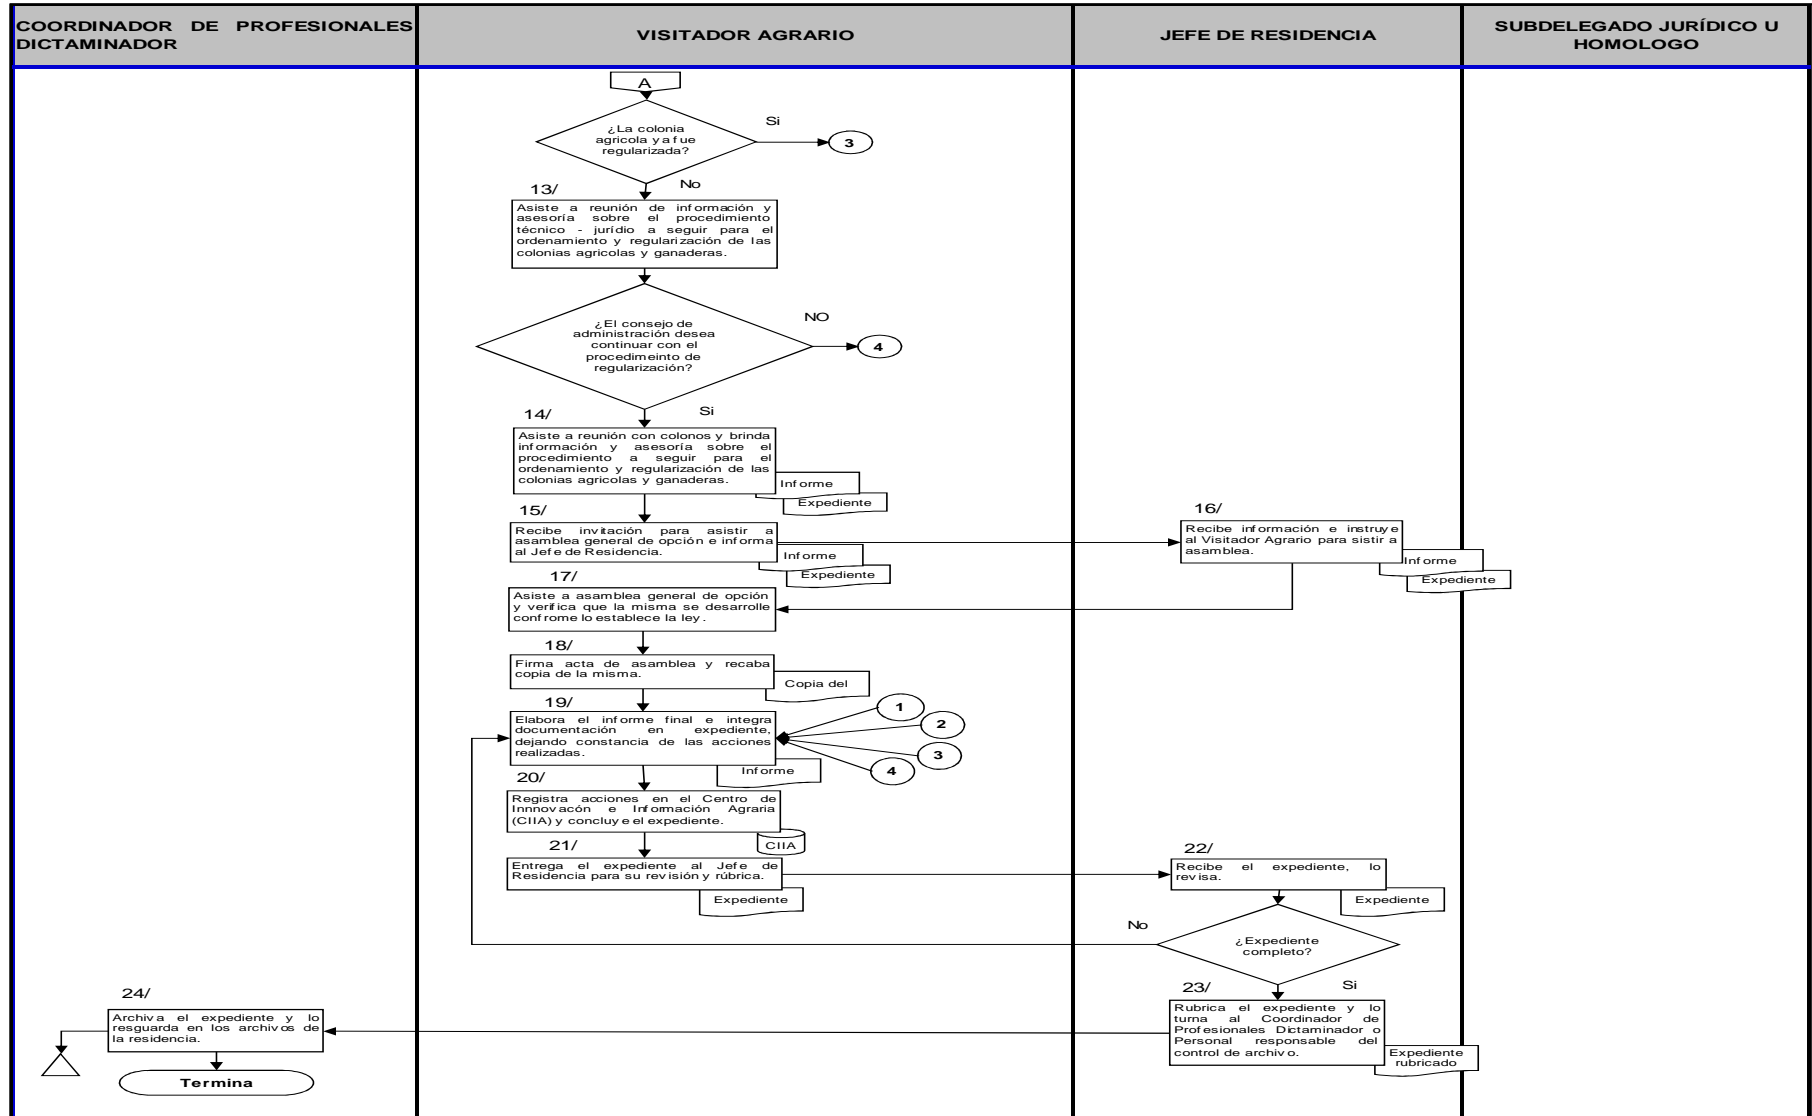 COORDINADOR DE PROFESIONALES
DICTAMINADOR
VISITADOR AGRARIO
JEFE DE RESIDENCIA
SUBDELEGADO JURÍDICO U
HOMOLOGO
A
¿La colonia
agricola ya fue
regularizada?
Si
3
No
13/
Asiste a reunión de información y
asesoría sobre el procedimiento
técnico - jurídio a seguir para el
ordenamiento y regularización de las
colonias agricolas y ganaderas.
¿El consejo de
administración desea
continuar con el
procedimeinto de
regularización?
NO
4
Si
14/
Asiste a reunión con colonos y brinda
información y asesoría sobre el
procedimiento a seguir para el
ordenamiento y regularización de las
colonias agricolas y ganaderas.
Informe
Expediente
15/
Recibe invitación para asistir a
asamblea general de opción e informa
al Jefe de Residencia.
Informe
Expediente
16/
Recibe información e instruye
al Visitador Agrario para sistir a
asamblea.
Informe
Expediente
17/
Asiste a asamblea general de opción
y verifica que la misma se desarrolle
confrome lo establece la ley.
18/
Firma acta de asamblea y recaba
copia de la misma.
Copia del
19/
Elabora el informe final e integra
documentación en expediente,
dejando constancia de las acciones
realizadas.
1
2
3
4
Informe
20/
Registra acciones en el Centro de
Innnovacón e Información Agraria
(CIIA) y concluye el expediente.
CIIA
21/
Entrega el expediente al Jefe de
Residencia para su revisión y rúbrica.
Expediente
22/
Recibe el expediente, lo
revisa.
Expediente
No
¿Expediente
completo?
Si
23/
Rubrica el expediente y lo
turna al Coordinador de
Profesionales Dictaminador o
Personal responsable del
control de archivo.
Expediente
rubricado
24/
Archiva el expediente y lo
resguarda en los archivos de
la residencia.
Termina